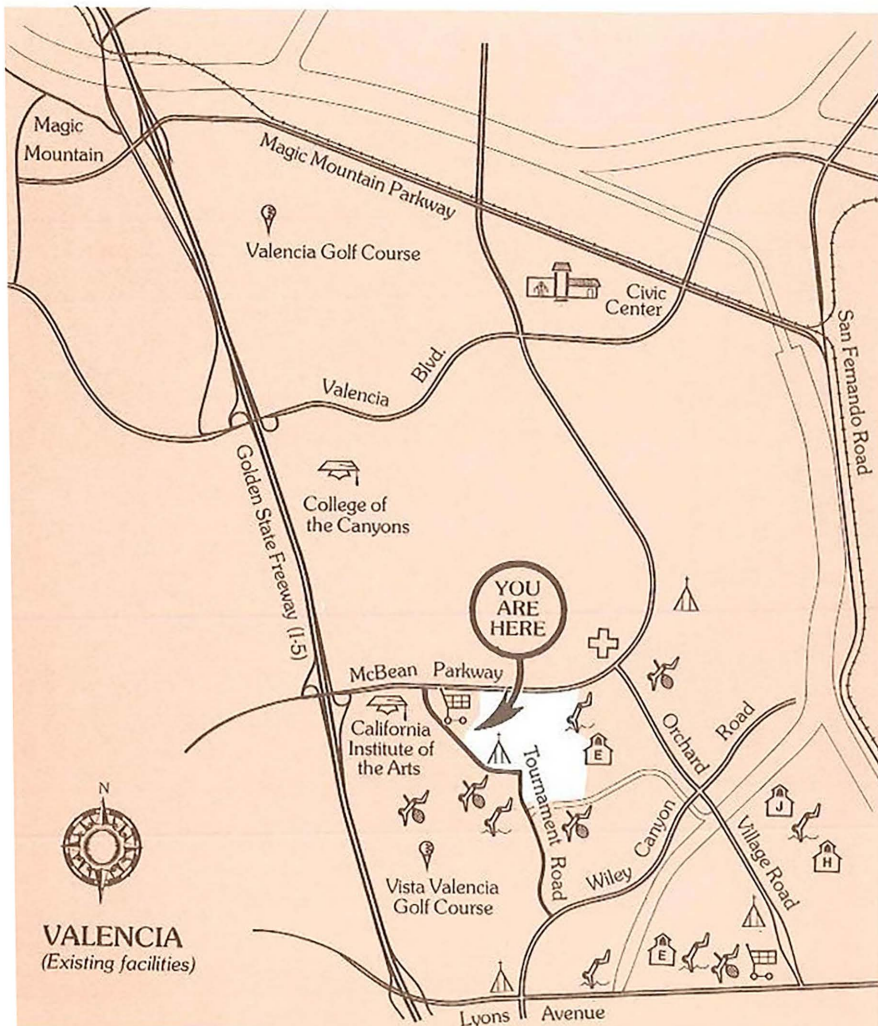 Magic
Mountain
Magic Mountain Parkway
Valencia Golf Course
Civic
Center
San Fernando Road
Valencia Blvd.
Golden State Freeway (I-5)
College of
the Canyons
YOU
ARE
HERE
McBean Parkway
California
Institute of
the Arts
E
Orchard
Village Road
Tournament
Road
Wiley Canyon Road
J
H
Vista Valencia
Golf Course
N
VALENCIA
(Existing facilities)
E
Lyons Avenue